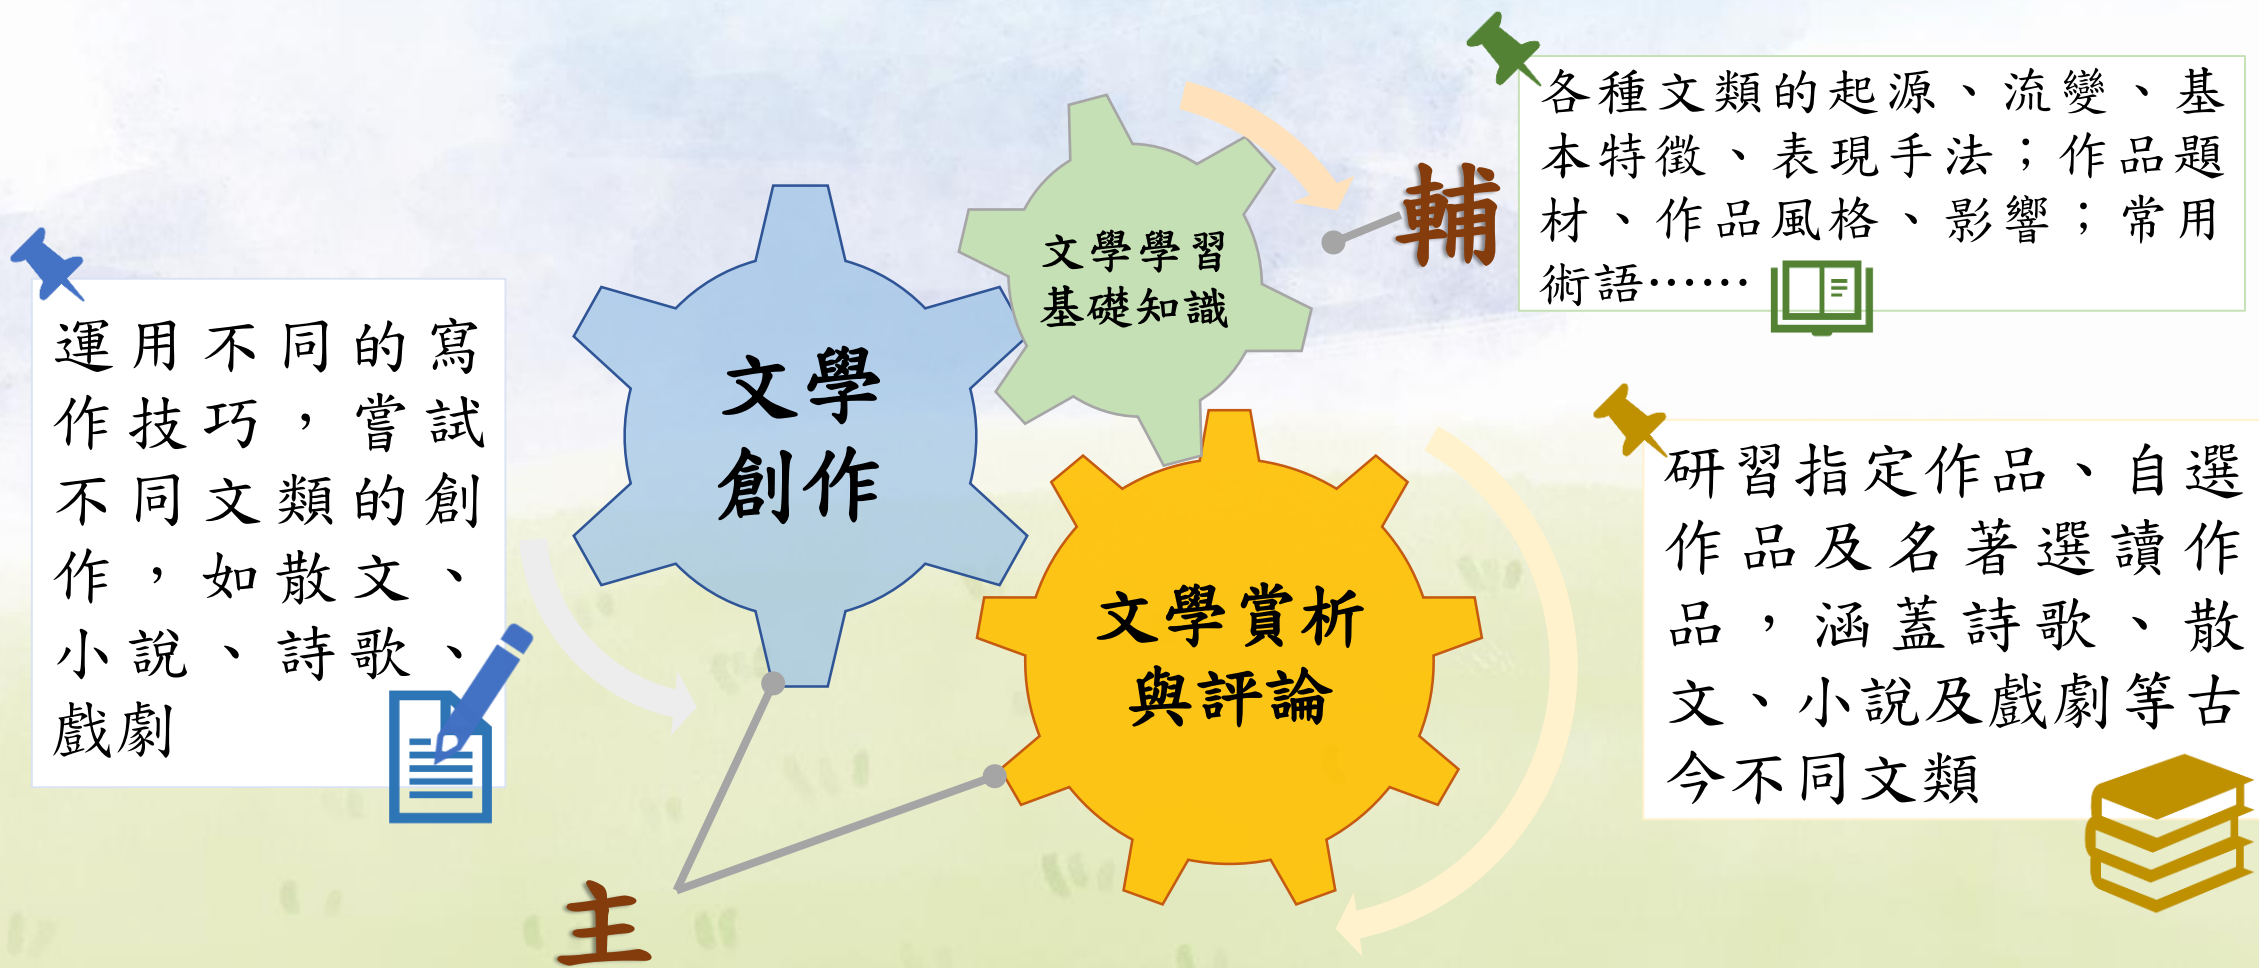 各種文類的起源、流變、基
本特徵、表現手法；作品題
材、作品風格、影響；常用
術語……
輔
文學學習
基礎知識
運用不同的寫
作技巧，嘗試
不同文類的創
作，如散文、
小說、詩歌、
戲劇
文學
創作
文學賞析
與評論
研習指定作品、自選
作品及名著選讀作
品，涵蓋詩歌、散
文、小說及戲劇等古
今不同文類
主